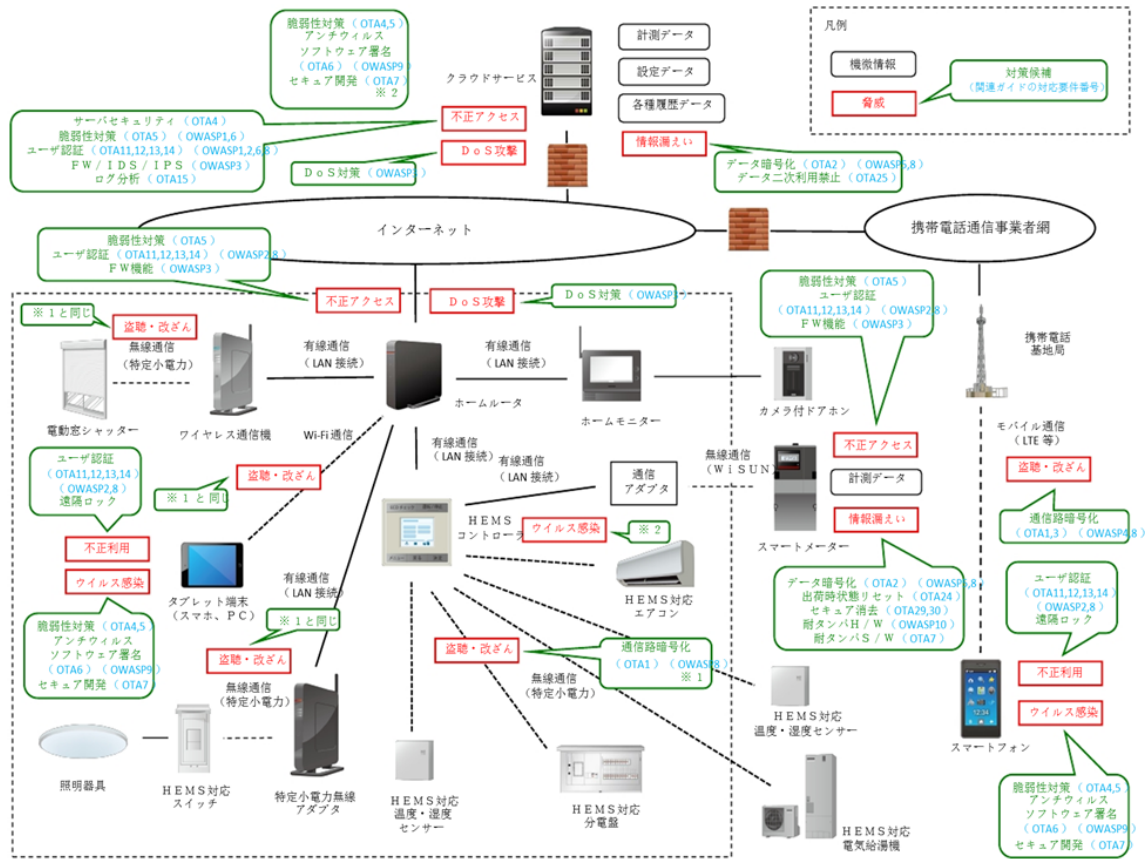 脆弱性対策（OTA4,5）
アンチウィルス
ソフトウェア署名
（OTA6）（OWASP9）
セキュア開発（OTA7）
※２
クラウドサービス
計測データ
設定データ
各種履歴データ
情報漏えい
凡例
機微情報
脅威
対策候補
（関連ガイドの対応要件番号）
サーバセキュリティ（OTA4）
脆弱性対策（OTA5）（OWASP1,6）
ユーザ認証（OTA11,12,13,14）（OWASP1,2,6,8）
ＦＷ/ＩＤＳ/ＩＰＳ（OWASP3）
ログ分析（OTA15）
不正アクセス
ＤｏＳ攻撃
ＤｏＳ対策（OWASP3）
データ暗号化（OTA2）（OWASP5,8）
データ二次利用禁止（OTA25）
インターネット
携帯電話通信事業者網
脆弱性対策（OTA5）
ユーザ認証（OTA11,12,13,14）（OWASP2,8）
ＦＷ機能（OWASP3）
不正アクセス
ＤｏＳ攻撃
ＤｏＳ対策（OWASP3）
脆弱性対策（OTA5）
ユーザ認証
（OTA11,12,13,14）（OWASP2,8）
ＦＷ機能（OWASP3）
※１と同じ
盗聴・改ざん
無線通信
（特定小電力）
有線通信
（LAN 接続）
有線通信
（LAN 接続）
携帯電話
基地局
電動窓シャッター
ワイヤレス通信機
ホームルータ
ホームモニター
カメラ付ドアホン
Wi-Fi 通信
有線通信
（LAN 接続）
有線通信
（LAN 接続）
通信
アダプタ
無線通信
（WiSUN）
不正アクセス
計測データ
情報漏えい
スマートメーター
モバイル通信
（LTE 等）
盗聴・改ざん
通信路暗号化
（OTA1,3）（OWASP4,8）
ユーザ認証
（OTA11,12,13,14）
（OWASP2,8）
遠隔ロック
※１と同じ
盗聴・改ざん
ＨＥＭＳ
コントローラ
ウイルス感染
※２
不正利用
ウイルス感染
タブレット端末
（スマホ、ＰＣ）
有線通信
（LAN 接続）
ＨＥＭＳ対応
エアコン
データ暗号化（OTA2）（OWASP5,8）
出荷時状態リセット（OTA24）
セキュア消去（OTA29,30）
耐タンパＨ/Ｗ（OWASP10）
耐タンパＳ/Ｗ（OTA7）
ユーザ認証
（OTA11,12,13,14）
（OWASP2,8）
遠隔ロック
脆弱性対策（OTA4,5）
アンチウィルス
ソフトウェア署名
（OTA6）（OWASP9）
セキュア開発（OTA7）
※１と同じ
盗聴・改ざん
無線通信
（特定小電力）
盗聴・改ざん
通信路暗号化
（OTA1）（OWASP8）
※１
無線通信
（特定小電力）
不正利用
ウイルス感染
スマートフォン
照明器具
ＨＥＭＳ対応
スイッチ
特定小電力無線
アダプタ
ＨＥＭＳ対応
温度・湿度
センサー
ＨＥＭＳ対応
分電盤
ＨＥＭＳ対応
温度・湿度センサー
ＨＥＭＳ対応
電気給湯機
脆弱性対策（OTA4,5）
アンチウィルス
ソフトウェア署名
（OTA6）（OWASP9）
セキュア開発（OTA7）